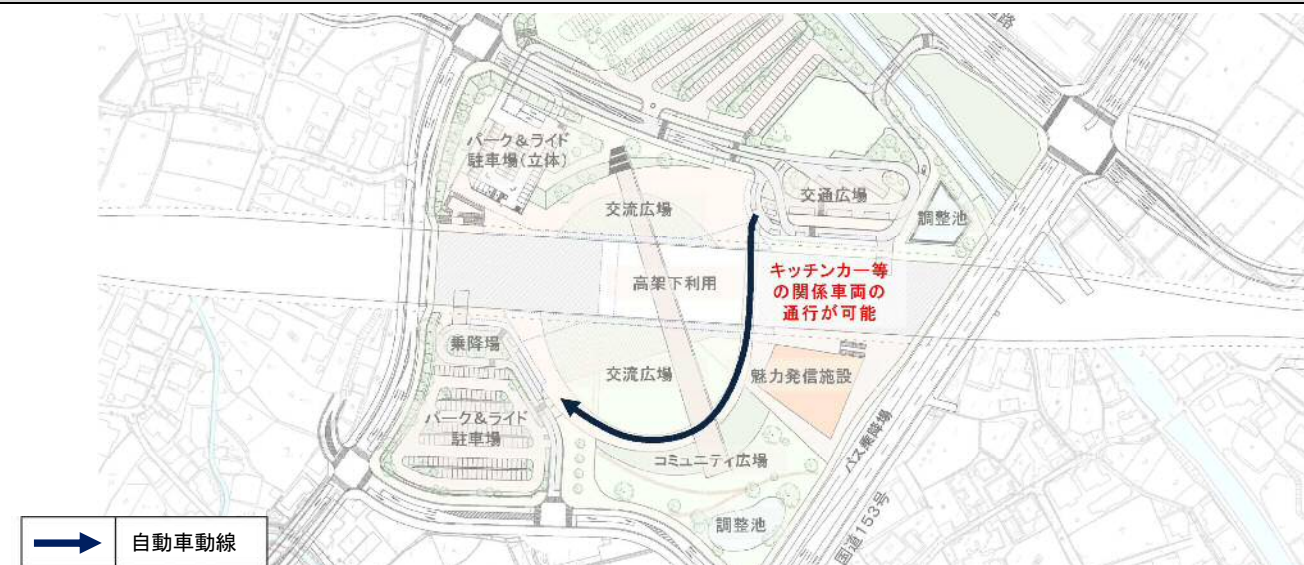 路
パーク&ライド
駐車場(立体)
交流広場
交通広場
調整池
高架下利用
キッチンカー等
の関係車両の
通行が可能
乗降場
交流広場
魅力発信施設
パーク&ライド
駐車場
コミュニティ広場
バス乗降場
調整池
国道153号
自動車動線